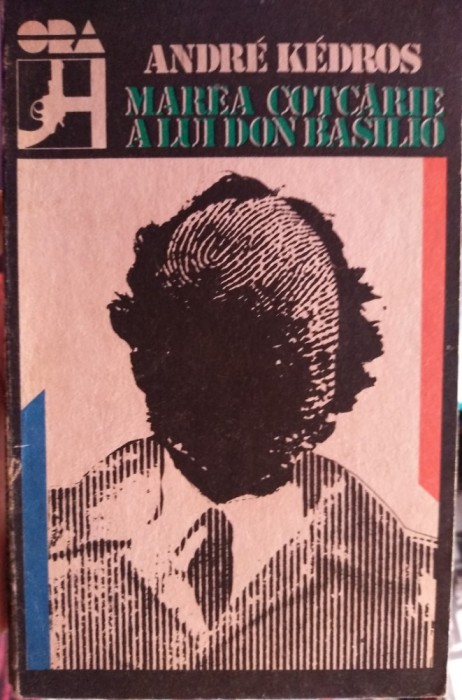 ORA
H
ANDRÉ KÉDROS
MAREA COTCĂRIE
A LUI DON BASILIO